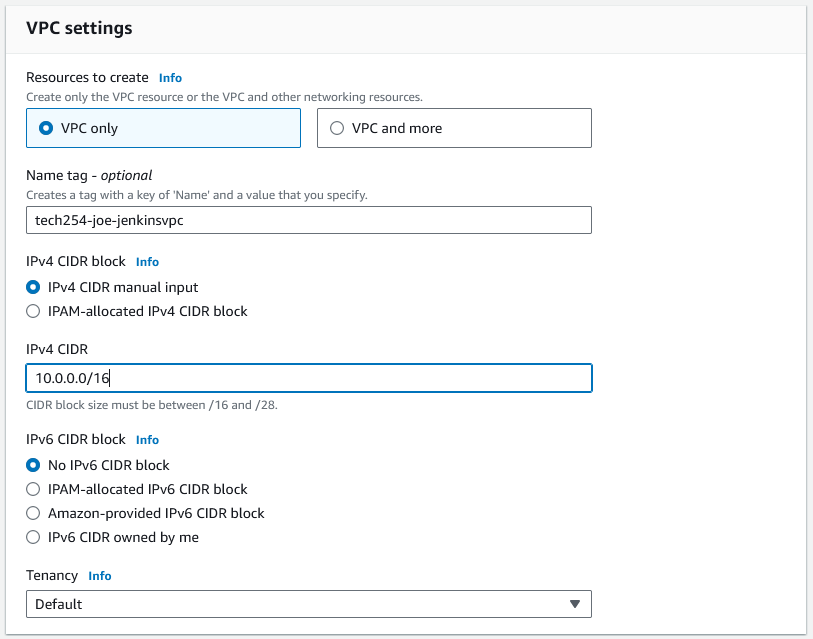 VPC settings
Resources to create Info
Create only the VPC resource or the VPC and other networking resources.
VPC only
VPC and more
Name tag - optional
Creates a tag with a key of 'Name' and a value that you specify.
tech254-joe-jenkinsvpc
IPv4 CIDR block Info
IPv4 CIDR manual input
IPAM-allocated IPv4 CIDR block
IPv4 CIDR
10.0.0.0/16
CIDR block size must be between /16 and /28.
IPv6 CIDR block Info
No IPv6 CIDR block
IPAM-allocated IPv6 CIDR block
Amazon-provided IPv6 CIDR block
IPv6 CIDR owned by me
Tenancy Info
Default